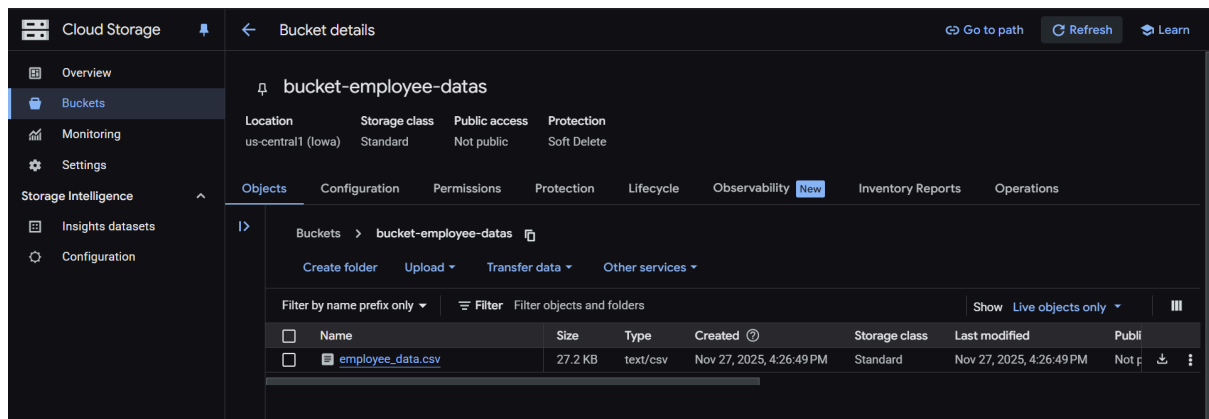 Cloud Storage
Bucket details
Go to path
Refresh
Learn
Overview
Buckets
Monitoring
Settings
Storage Intelligence
Insights datasets
Configuration
bucket-employee-datas
Location Storage class Public access Protection
us-central1 (Iowa) Standard Not public Soft Delete
Objects Configuration Permissions Protection Lifecycle Observability New Inventory Reports Operations
Buckets > bucket-employee-datas
Create folder Upload Transfer data Other services
Filter by name prefix only Filter Filter objects and folders Show Live objects only
Name Size Type Created Storage class Last modified Publi
employee_data.csv 27.2 KB text/csv Nov 27, 2025, 4:26:49 PM Standard Nov 27, 2025, 4:26:49 PM Not p